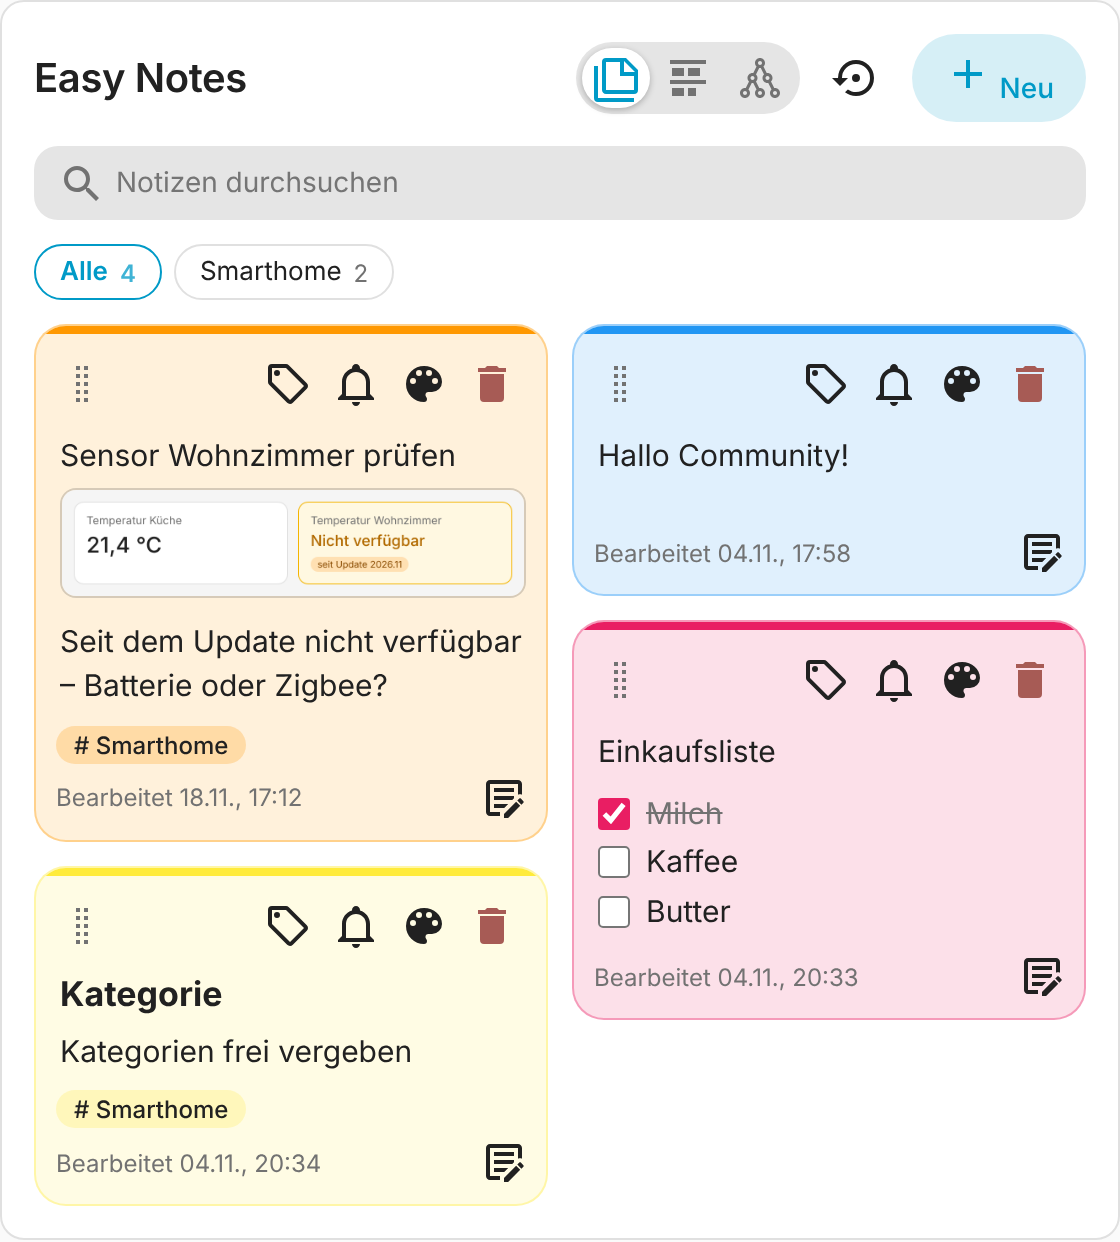 Easy Notes
Neu
Notizen durchsuchen
Alle 4
Smarthome 2
Sensor Wohnzimmer prüfen
Temperatur Küche
21,4 °C
Temperatur Wohnzimmer
Nicht verfügbar
seit Update 2026.11
Seit dem Update nicht verfügbar
– Batterie oder Zigbee?
# Smarthome
Bearbeitet 18.11., 17:12
Kategorie
Kategorien frei vergeben
# Smarthome
Bearbeitet 04.11., 20:34
Hallo Community!
Bearbeitet 04.11., 17:58
Einkaufsliste
Milch
Kaffee
Butter
Bearbeitet 04.11., 20:33